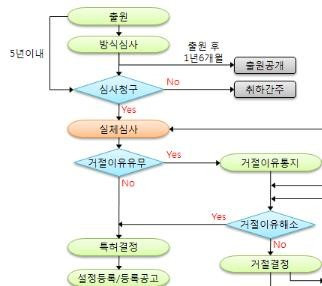 출원
방식심사
5년이내
출원 후
1년6개월
출원공개
심사청구
No
취하간주
Yes
실체심사
거절이유유무
Yes
거절이유통지
No
Yes
거절이유해소
No
특허결정
거절결정
설정등록/등록공고